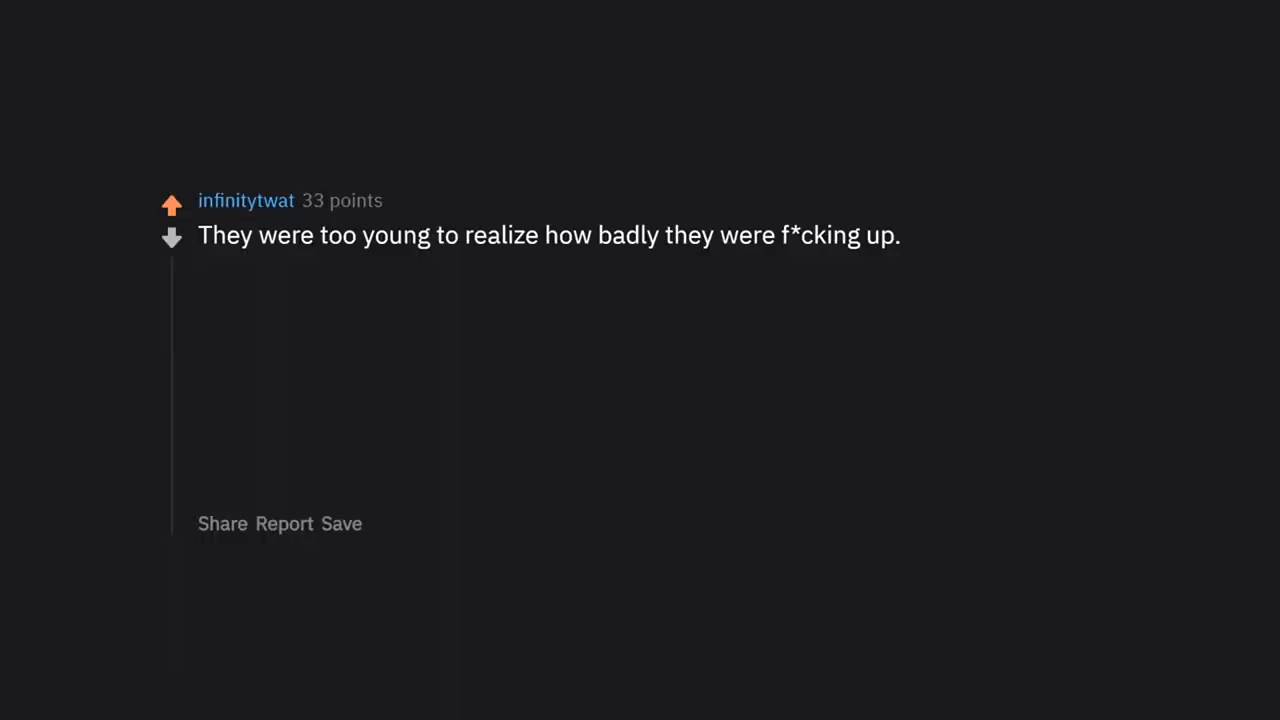 infinitytwat 33 points
They were too young to realize how badly they were f*cking up.
Share Report Save